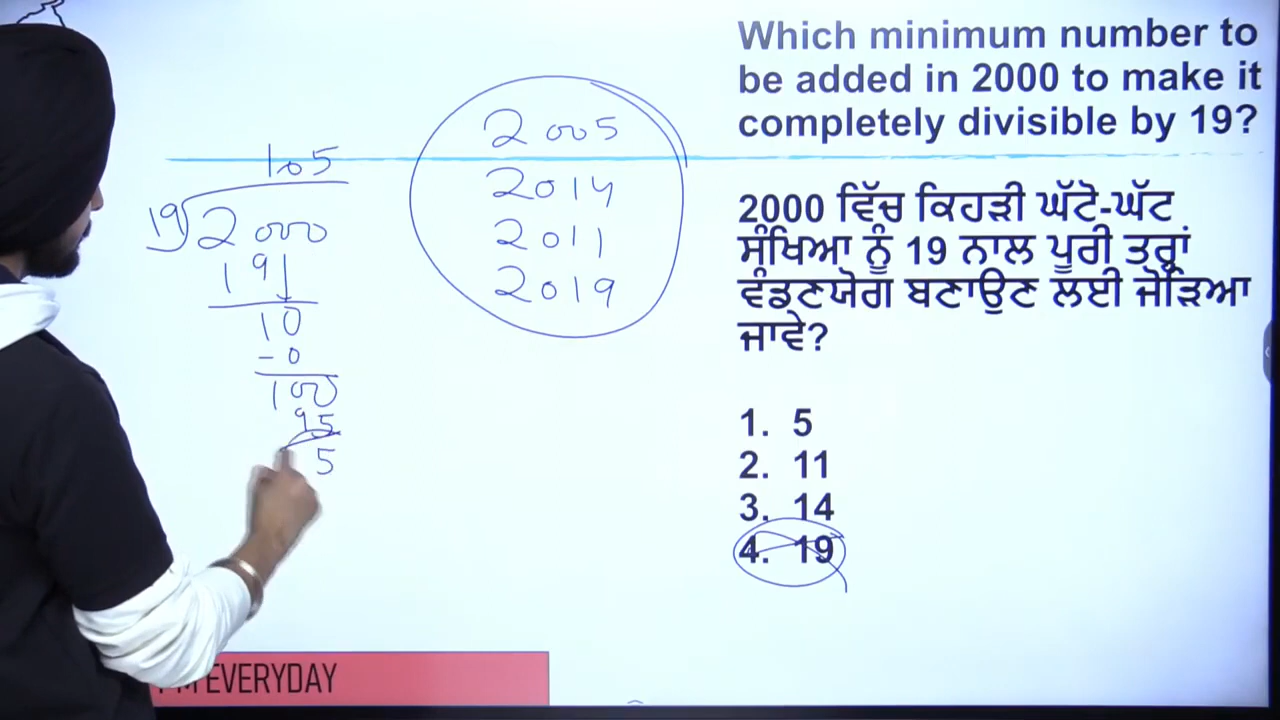 Which minimum number to
be added in 2000 to make it
completely divisible by 19?
2000 ਵਿੱਚ ਕਿਹੜੀ ਘੱਟੋ-ਘੱਟ
ਸੰਖਿਆ ਨੂੰ 19 ਨਾਲ ਪੂਰੀ ਤਰ੍ਹਾਂ
ਵੰਡਣਯੋਗ ਬਣਾਉਣ ਲਈ ਜੋੜਿਆ
ਜਾਵੇ?
1. 5
2. 11
3. 14
4. 19
2005
2014
2011
2019
105
19 2000
19
10
-0
100
95
5
EVERYDAY